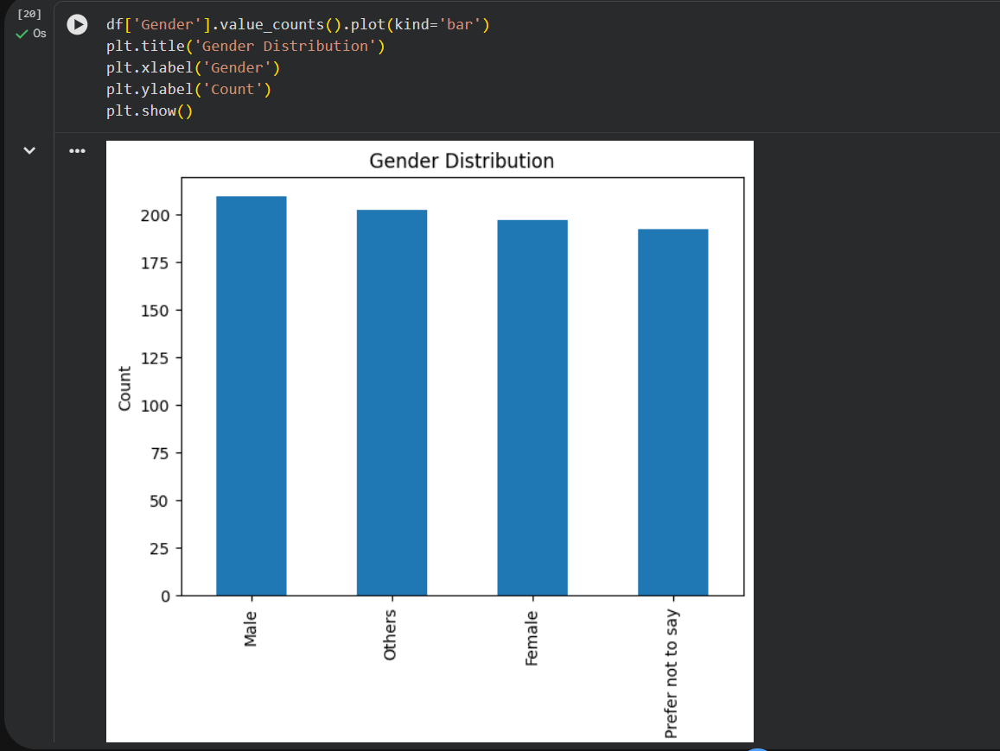 [20]
0s
df['Gender'].value_counts().plot(kind='bar')
plt.title('Gender Distribution')
plt.xlabel('Gender')
plt.ylabel('Count')
plt.show()
Gender Distribution
Count
200
175
150
125
100
75
50
25
0
Male
Others
Female
Prefer not to say